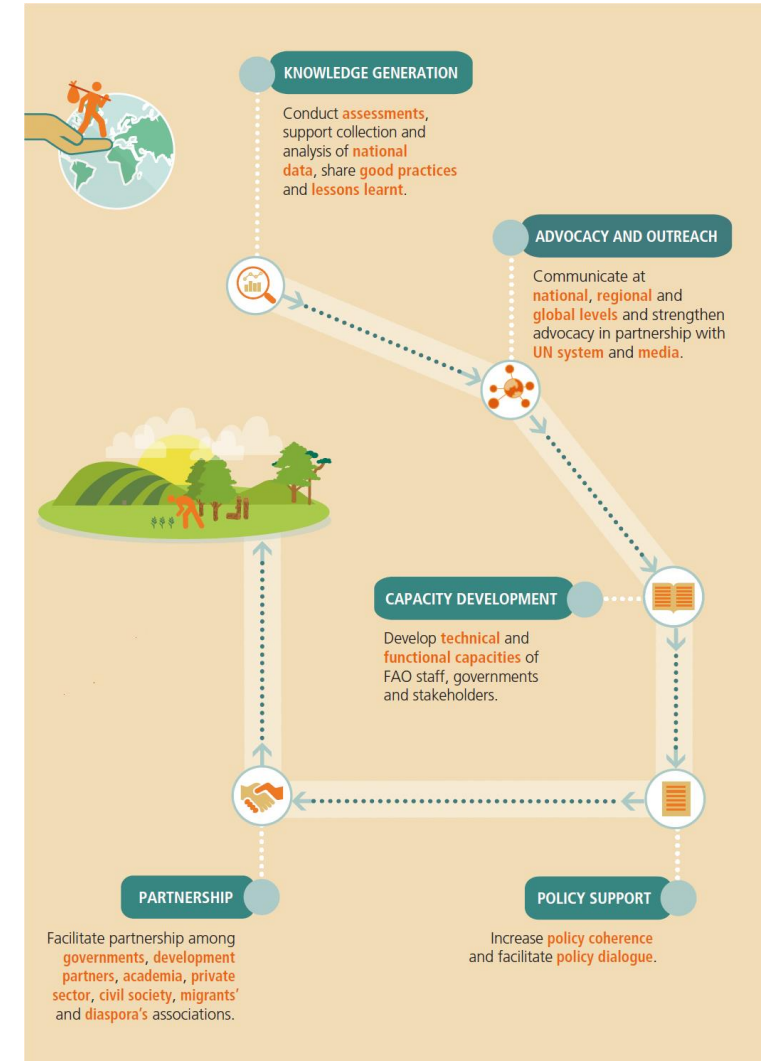 KNOWLEDGE GENERATION
Conduct assessments,
support collection and
analysis of national
data, share good practices
and lessons learnt.
ADVOCACY AND OUTREACH
Communicate at
national, regional and
global levels and strengthen
advocacy in partnership with
UN system and media.
CAPACITY DEVELOPMENT
Develop technical and
functional capacities of
FAO staff, governments
and stakeholders.
POLICY SUPPORT
Increase policy coherence
and facilitate policy dialogue.
PARTNERSHIP
Facilitate partnership among
governments, development
partners, academia, private
sector, civil society, migrants’
and diaspora’s associations.